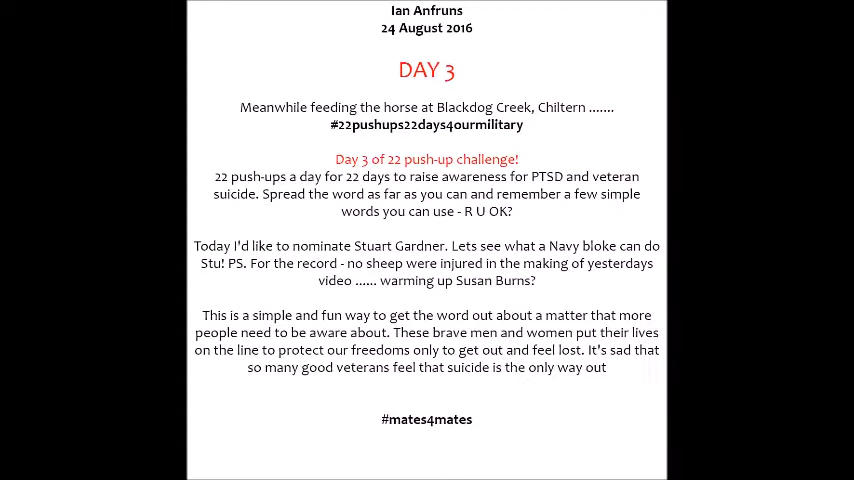 Ian Anfruns
24 August 2016
DAY 3
Meanwhile feeding the horse at Blackdog Creek, Chiltern .......
#22pushups22days4ourmilitary
Day 3 of 22 push-up challenge!
22 push-ups a day for 22 days to raise awareness for PTSD and veteran
suicide. Spread the word as far as you can and remember a few simple
words you can use - R U OK?
Today I'd like to nominate Stuart Gardner. Lets see what a Navy bloke can do
Stu! PS. For the record - no sheep were injured in the making of yesterdays
video ...... warming up Susan Burns?
This is a simple and fun way to get the word out about a matter that more
people need to be aware about. These brave men and women put their lives
on the line to protect our freedoms only to get out and feel lost. It's sad that
so many good veterans feel that suicide is the only way out
#mates4mates